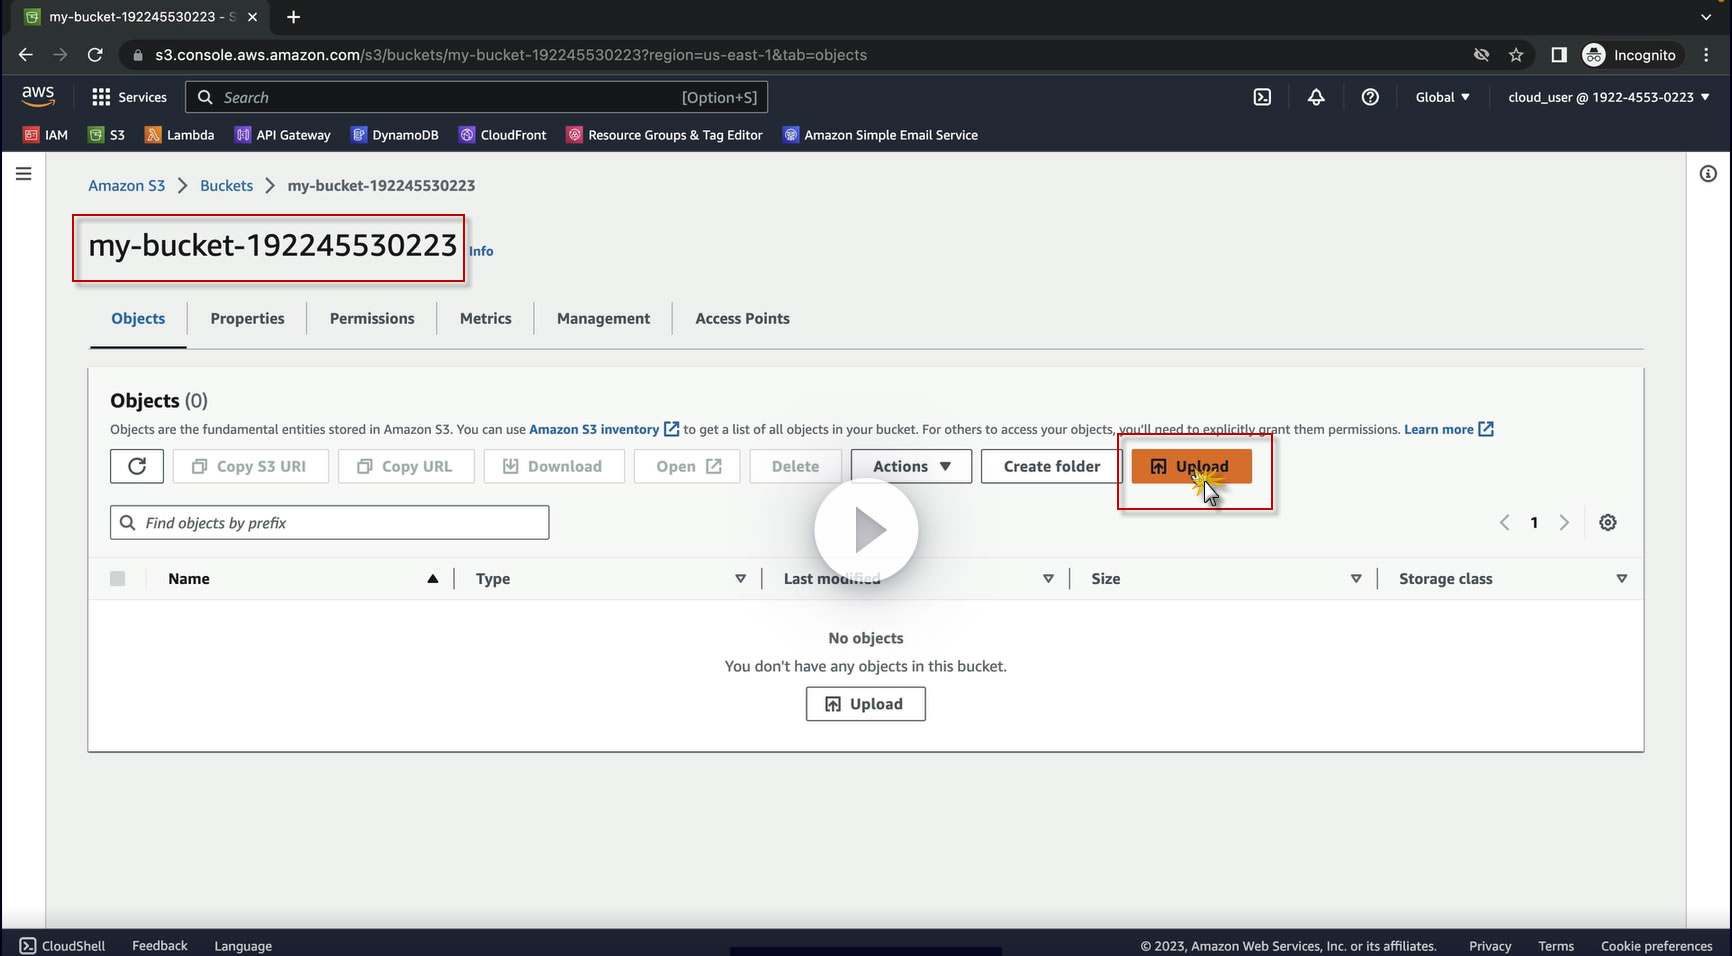 my-bucket-192245530223 - S
s3.console.aws.amazon.com/s3/buckets/my-bucket-192245530223?region=us-east-1&tab=objects
Incognito
aws
Services
Search
[Option+S]
Global
cloud_user @ 1922-4553-0223
IAM
S3
Lambda
API Gateway
DynamoDB
CloudFront
Resource Groups & Tag Editor
Amazon Simple Email Service
Amazon S3
Buckets
my-bucket-192245530223
my-bucket-192245530223
Info
Objects
Properties
Permissions
Metrics
Management
Access Points
Objects (0)
Objects are the fundamental entities stored in Amazon S3. You can use Amazon S3 inventory to get a list of all objects in your bucket. For others to access your objects, you'll need to explicitly grant them permissions. Learn more
Copy S3 URI
Copy URL
Download
Open
Delete
Actions
Create folder
Upload
Find objects by prefix
1
Name
Type
Last modified
Size
Storage class
No objects
You don't have any objects in this bucket.
Upload
CloudShell
Feedback
Language
© 2023, Amazon Web Services, Inc. or its affiliates.
Privacy
Terms
Cookie preferences